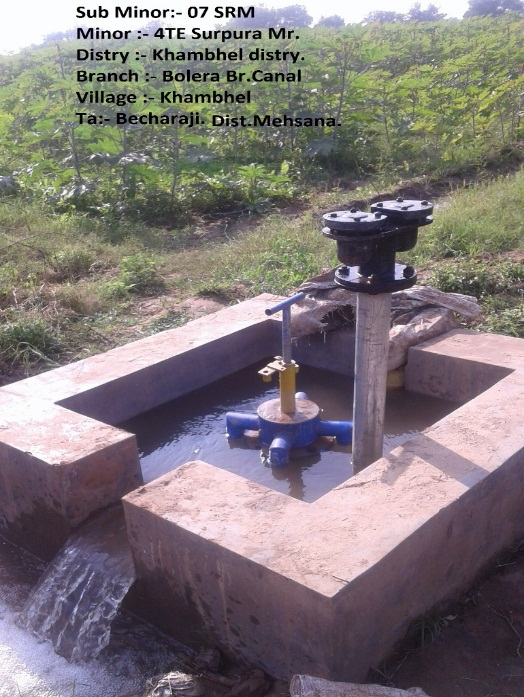 Sub Minor:- 07 SRM
Minor :- 4TE Surpura Mr.
Distry :- Khambhel distry.
Branch :- Bolera Br.Canal
Village :- Khambhel
Ta:- Becharaji. Dist.Mehsana.